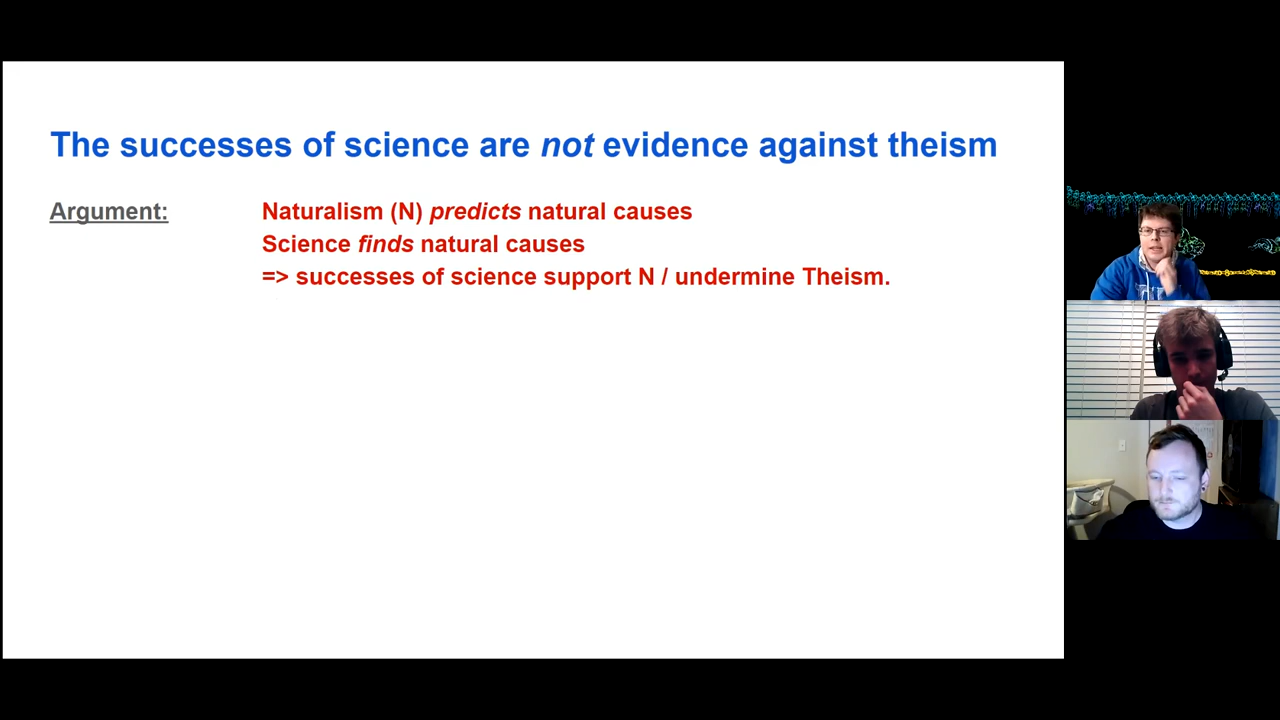 The successes of science are not evidence against theism
Argument:
Naturalism (N) predicts natural causes
Science finds natural causes
=> successes of science support N / undermine Theism.